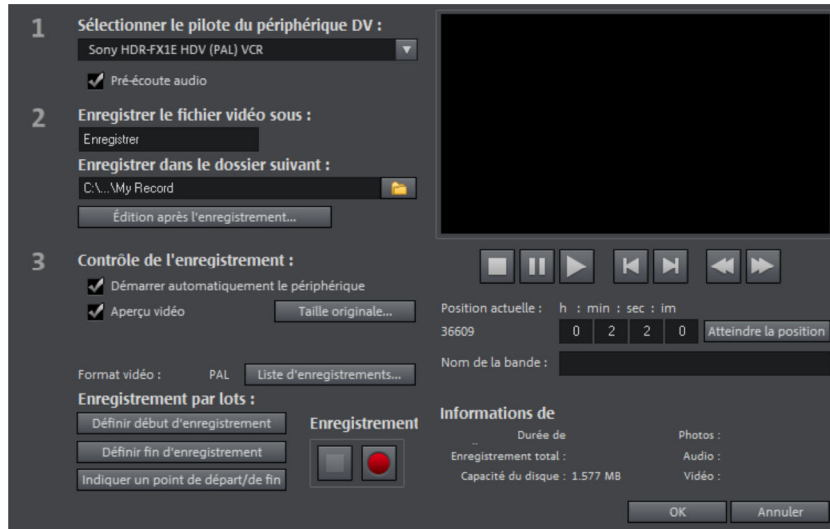 1 Sélectionner le pilote du périphérique DV :
Sony HDR-FX1E HDV (PAL) VCR
Pré-écoute audio
2 Enregistrer le fichier vidéo sous :
Enregistrer
Enregistrer dans le dossier suivant :
C:\...\My Record
Édition après l'enregistrement...
3 Contrôle de l'enregistrement :
Démarrer automatiquement le périphérique
Aperçu vidéo
Taille originale...
Format vidéo : PAL
Liste d'enregistrements...
Enregistrement par lots :
Définir début d'enregistrement
Définir fin d'enregistrement
Indiquer un point de départ/de fin
Enregistrement
Position actuelle : h : min : sec : im
36609 0 2 2 0 Atteindre la position
Nom de la bande :
Informations de
.. Durée de Photos :
Enregistrement total : Audio :
Capacité du disque : 1.577 MB Vidéo :
OK Annuler